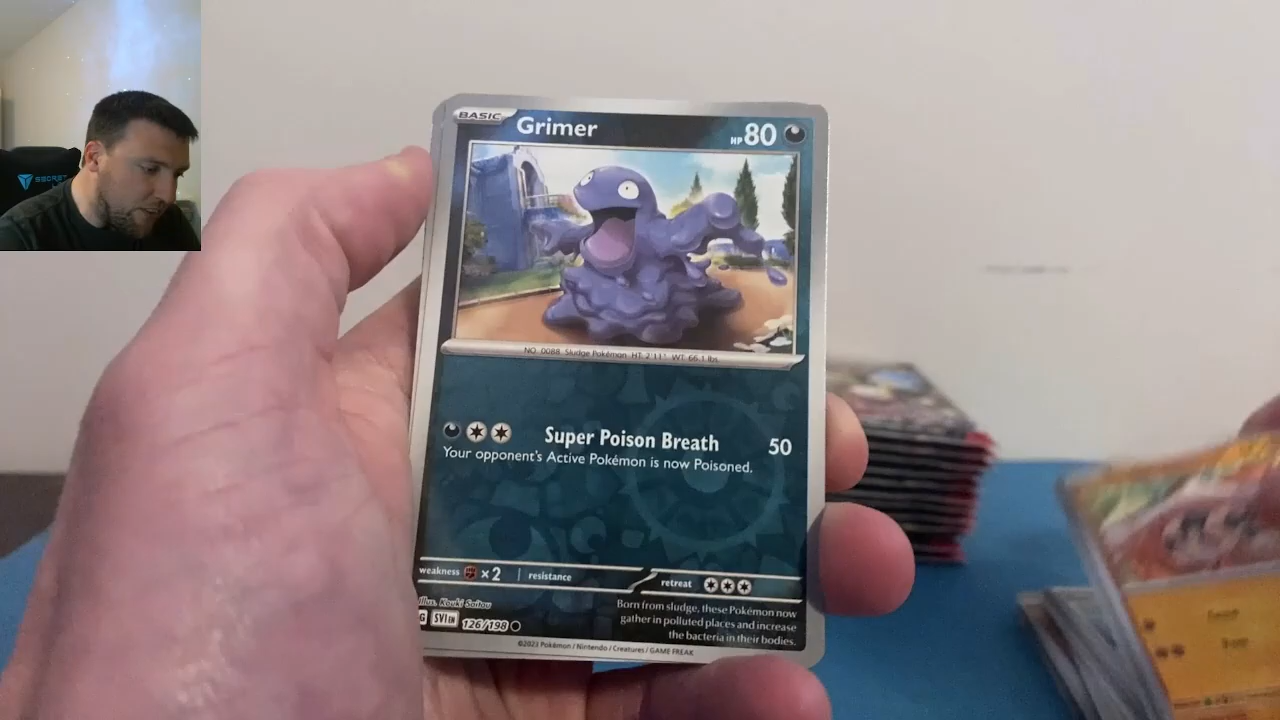 BASIC Grimer HP 80
NO. 0088 Sludge Pokémon HT: 2'11" WT: 66.1 lbs
Super Poison Breath 50
Your opponent's Active Pokémon is now Poisoned.
weakness ×2 resistance retreat
Illus. Kouki Saitou
G SVI EN 126/198
Born from sludge, these Pokémon now
gather in polluted places and increase
the bacteria in their bodies.
©2023 Pokémon / Nintendo / Creatures / GAME FREAK